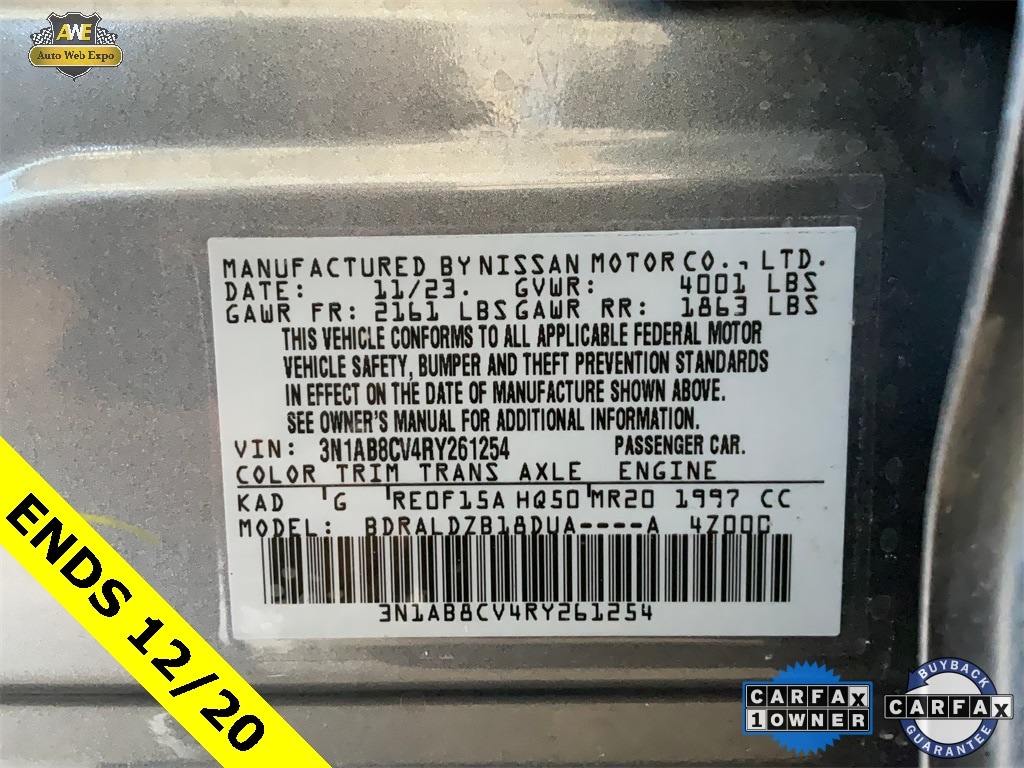 AWE
Auto Web Expo
MANUFACTURED BY NISSAN MOTOR CO., LTD.
DATE: 11/23. GVWR: 4001 LBS
GAWR FR: 2161 LBS GAWR RR: 1863 LBS
THIS VEHICLE CONFORMS TO ALL APPLICABLE FEDERAL MOTOR
VEHICLE SAFETY, BUMPER AND THEFT PREVENTION STANDARDS
IN EFFECT ON THE DATE OF MANUFACTURE SHOWN ABOVE.
SEE OWNER'S MANUAL FOR ADDITIONAL INFORMATION.
VIN: 3N1AB8CV4RY261254 PASSENGER CAR.
COLOR TRIM TRANS AXLE ENGINE
KAD G RE0F15A HQ50 MR20 1997 CC
MODEL: BDRALDZB18DUA----A 4Z00C
3N1AB8CV4RY261254
ENDS 12/20
CARFAX
1 OWNER
BUYBACK
CARFAX
GUARANTEE